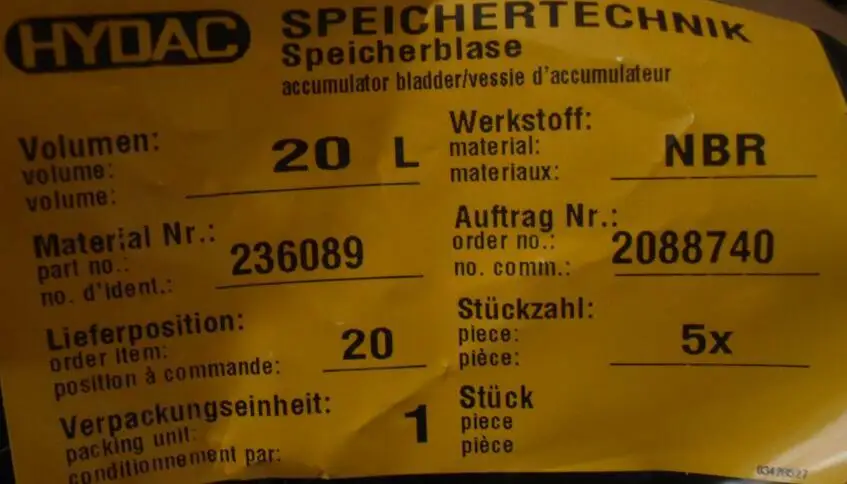 HYDAC
SPEICHERTECHNIK
Speicherblase
accumulator bladder/vessie d'accumulateur
Volumen:
volume:
volume:
20 L
Werkstoff:
material:
materiaux:
NBR
Material Nr.:
part no.:
no. d'ident.:
236089
Auftrag Nr.:
order no.:
no. comm.:
2088740
Lieferposition:
order item:
position à commande:
20
Stückzahl:
piece:
pièce:
5x
Verpackungseinheit:
packing unit:
conditionnement par:
1
Stück
piece
pièce